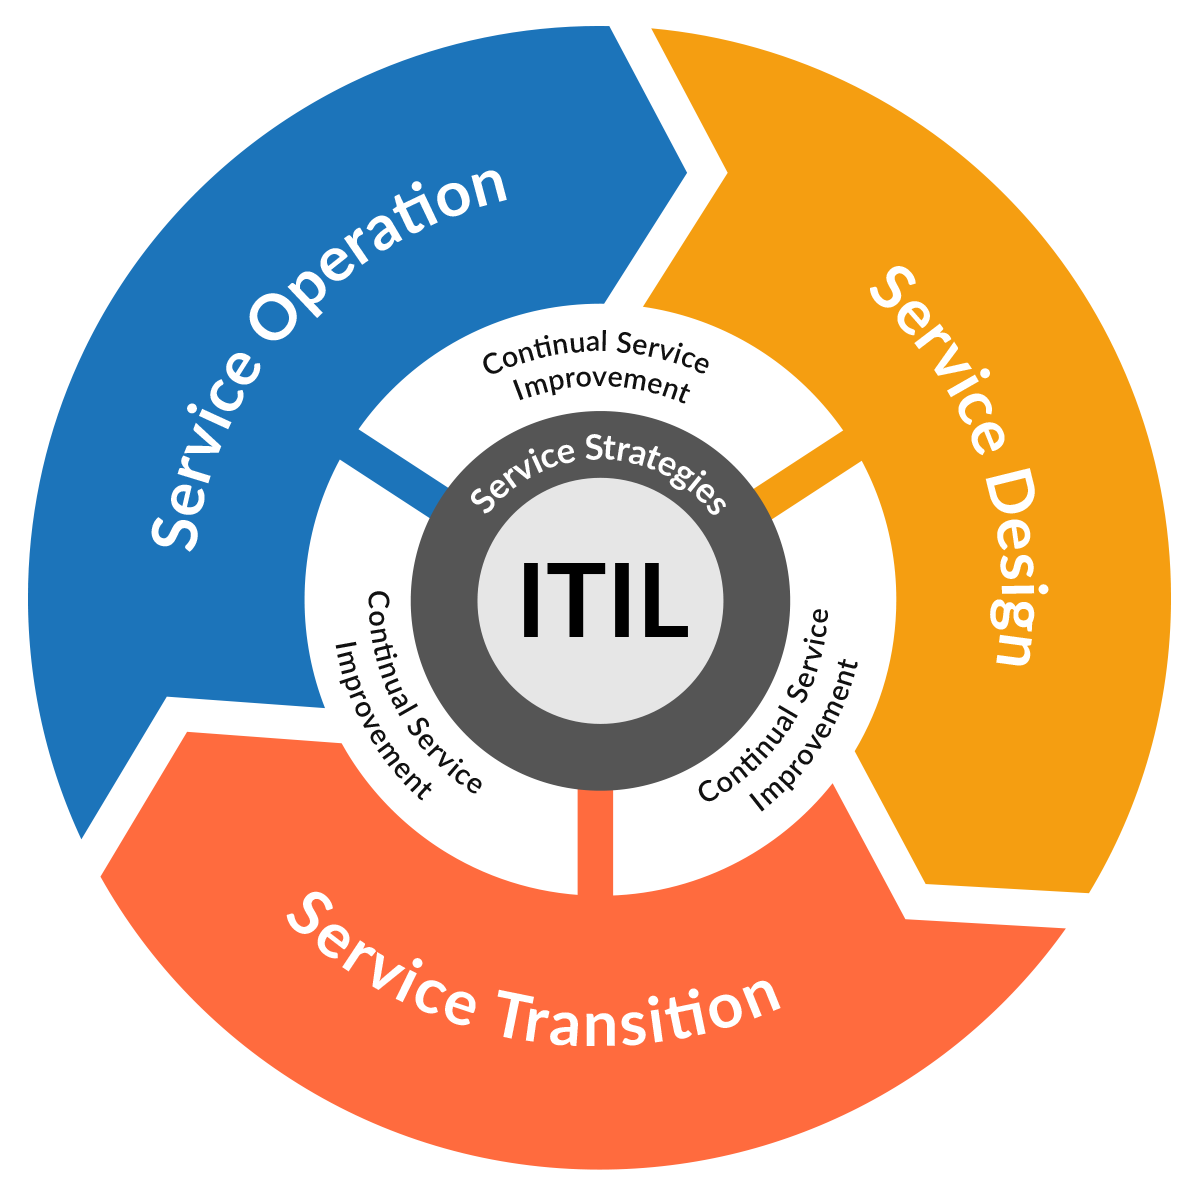 Service Operation
Service Design
Continual Service
Improvement
Service Strategies
ITIL
Continual Service
Improvement
Continual Service
Improvement
Service Transition